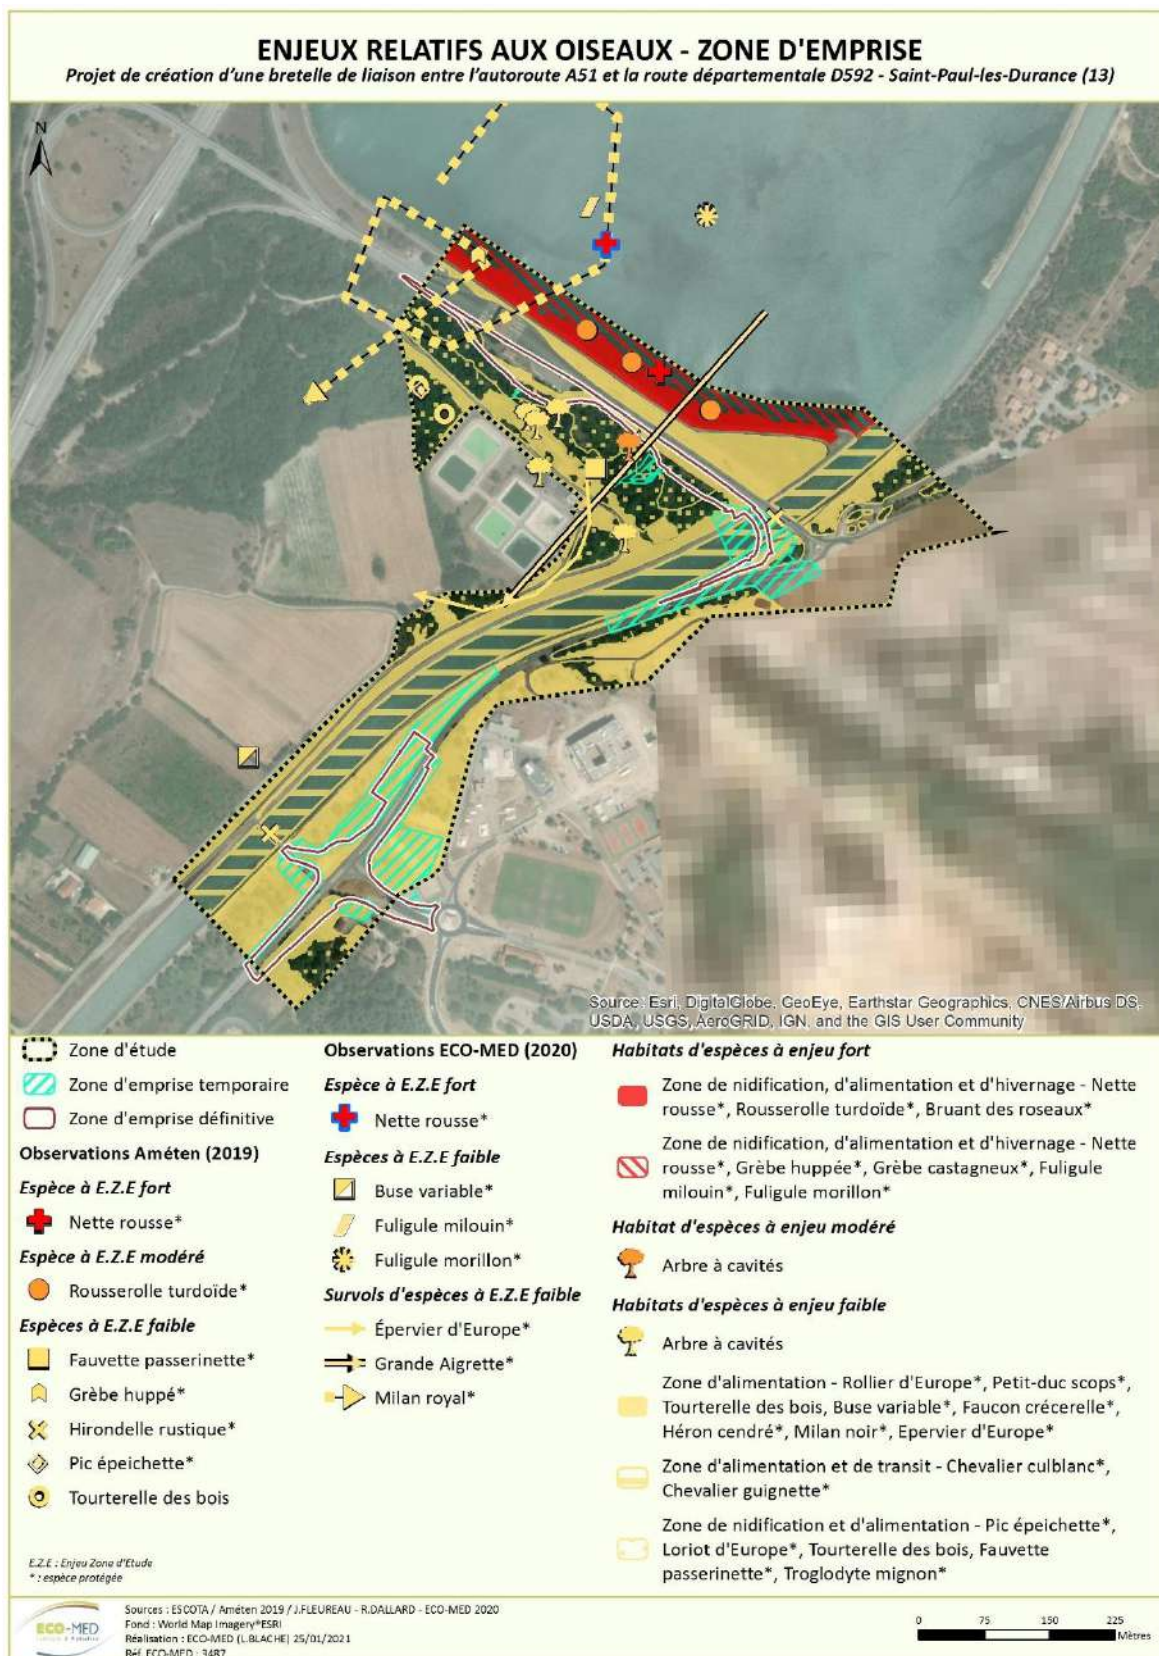 ENJEUX RELATIFS AUX OISEAUX - ZONE D'EMPRISE
Projet de création d'une bretelle de liaison entre l'autoroute A51 et la route départementale D592 - Saint-Paul-les-Durance (13)
N
Source: Esri, DigitalGlobe, GeoEye, Earthstar Geographics, CNES/Airbus DS,
USDA, USGS, AeroGRID, IGN, and the GIS User Community
Zone d'étude
Zone d'emprise temporaire
Zone d'emprise définitive
Observations Améten (2019)
Espèce à E.Z.E fort
Nette rousse*
Espèce à E.Z.E modéré
Rousserolle turdoïde*
Espèces à E.Z.E faible
Fauvette passerinette*
Grèbe huppé*
Hirondelle rustique*
Pic épeichette*
Tourterelle des bois
E.Z.E : Enjeu Zone d'Etude
* : espèce protégée
Observations ECO-MED (2020)
Espèce à E.Z.E fort
Nette rousse*
Espèces à E.Z.E faible
Buse variable*
Fuligule milouin*
Fuligule morillon*
Survols d'espèces à E.Z.E faible
Épervier d'Europe*
Grande Aigrette*
Milan royal*
Habitats d'espèces à enjeu fort
Zone de nidification, d'alimentation et d'hivernage - Nette
rousse*, Rousserolle turdoïde*, Bruant des roseaux*
Zone de nidification, d'alimentation et d'hivernage - Nette
rousse*, Grèbe huppée*, Grèbe castagneux*, Fuligule
milouin*, Fuligule morillon*
Habitat d'espèces à enjeu modéré
Arbre à cavités
Habitats d'espèces à enjeu faible
Arbre à cavités
Zone d'alimentation - Rollier d'Europe*, Petit-duc scops*,
Tourterelle des bois, Buse variable*, Faucon crécerelle*,
Héron cendré*, Milan noir*, Epervier d'Europe*
Zone d'alimentation et de transit - Chevalier culblanc*,
Chevalier guignette*
Zone de nidification et d'alimentation - Pic épeichette*,
Loriot d'Europe*, Tourterelle des bois, Fauvette
passerinette*, Troglodyte mignon*
ECO-MED
Sources : ESCOTA / Améten 2019 / J.FLEUREAU - R.DALLARD - ECO-MED 2020
Fond : World Map Imagery®ESRI
Réalisation : ECO-MED (L.BLACHE) 25/01/2021
Réf. ECO-MED : 3487
0 75 150 225
Mètres